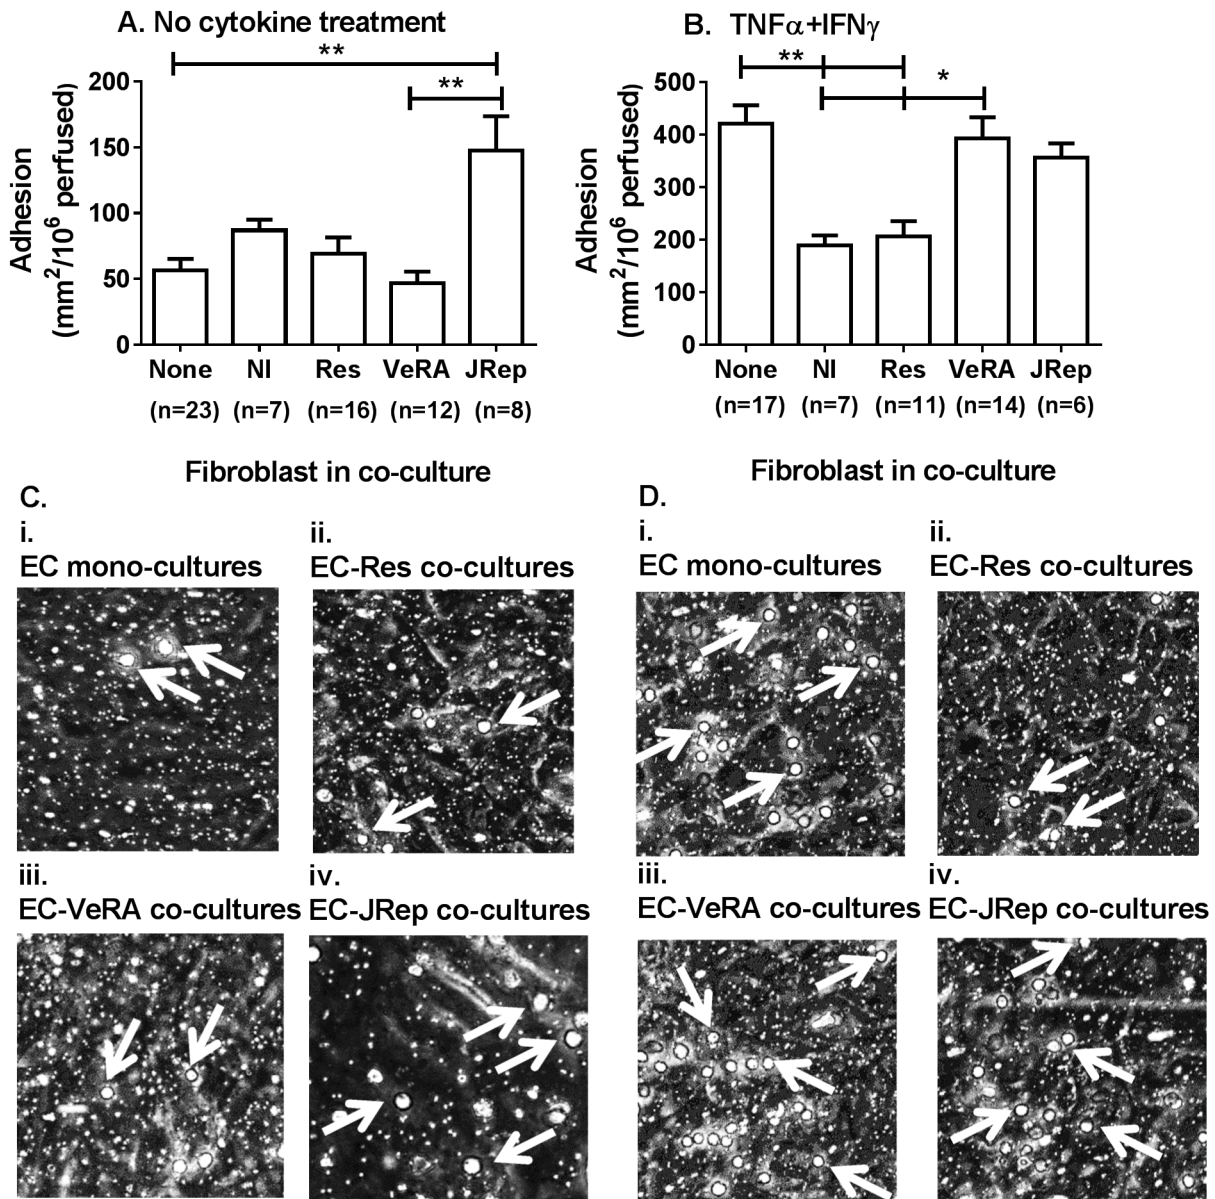 A. No cytokine treatment
**
**
200
150
100
50
0
Adhesion
(mm²/10⁶ perfused)
None NI Res VeRA JRep
(n=23) (n=7) (n=16) (n=12) (n=8)
Fibroblast in co-culture
B. TNFα+IFNγ
**
*
500
400
300
200
100
0
Adhesion
(mm²/10⁶ perfused)
None NI Res VeRA JRep
(n=17) (n=7) (n=11) (n=14) (n=6)
Fibroblast in co-culture
C.
i.
EC mono-cultures
ii.
EC-Res co-cultures
iii.
EC-VeRA co-cultures
iv.
EC-JRep co-cultures
D.
i.
EC mono-cultures
ii.
EC-Res co-cultures
iii.
EC-VeRA co-cultures
iv.
EC-JRep co-cultures